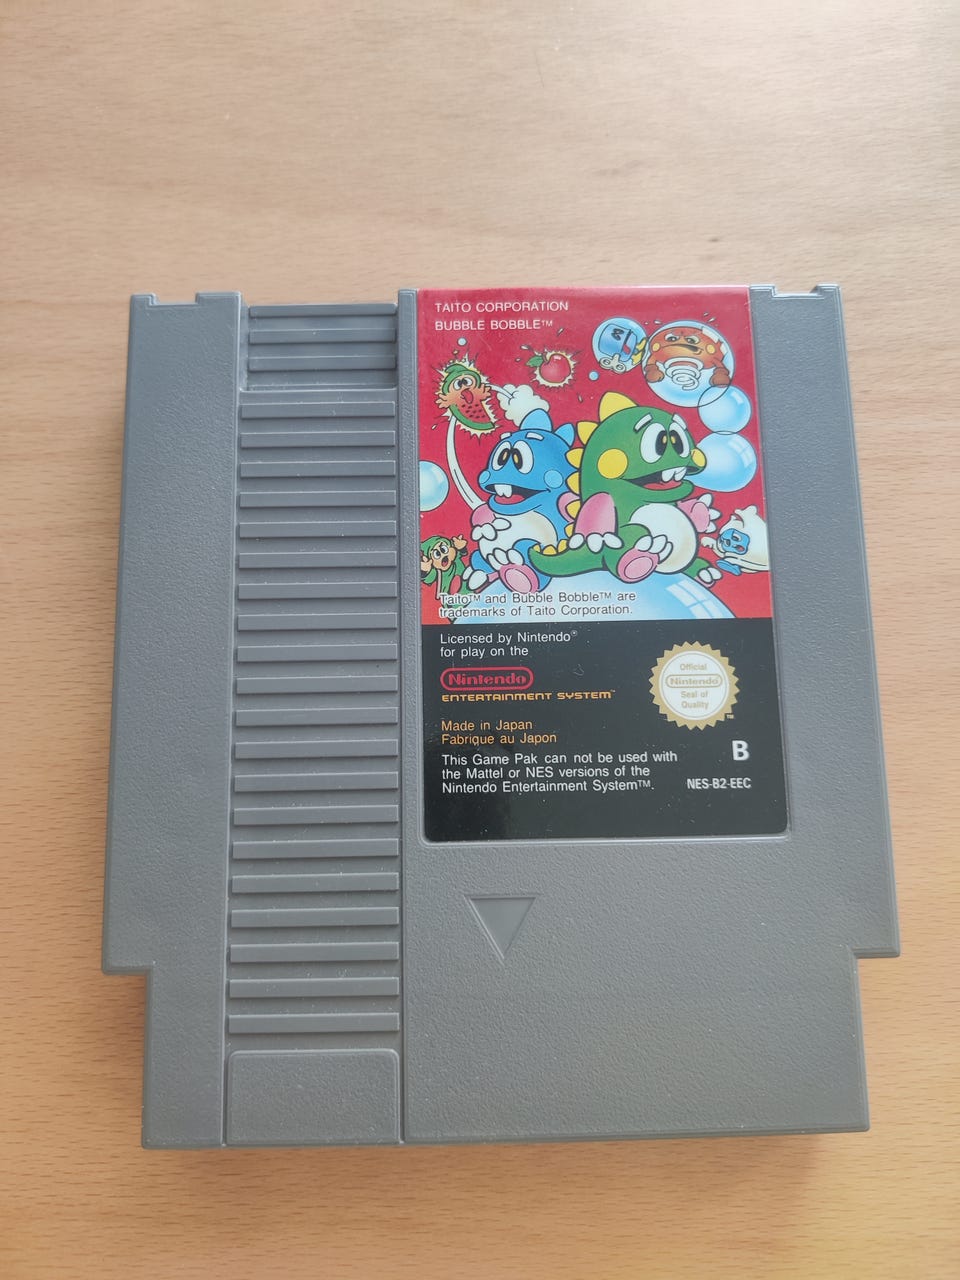 TAITO CORPORATION
BUBBLE BOBBLE™
Taito™ and Bubble Bobble™ are
trademarks of Taito Corporation.
Licensed by Nintendo®
for play on the
Nintendo
ENTERTAINMENT SYSTEM™
Official
Nintendo
Seal of
Quality
TM
Made in Japan
Fabrique au Japon
This Game Pak can not be used with
the Mattel or NES versions of the
Nintendo Entertainment System™.
B
NES-B2-EEC